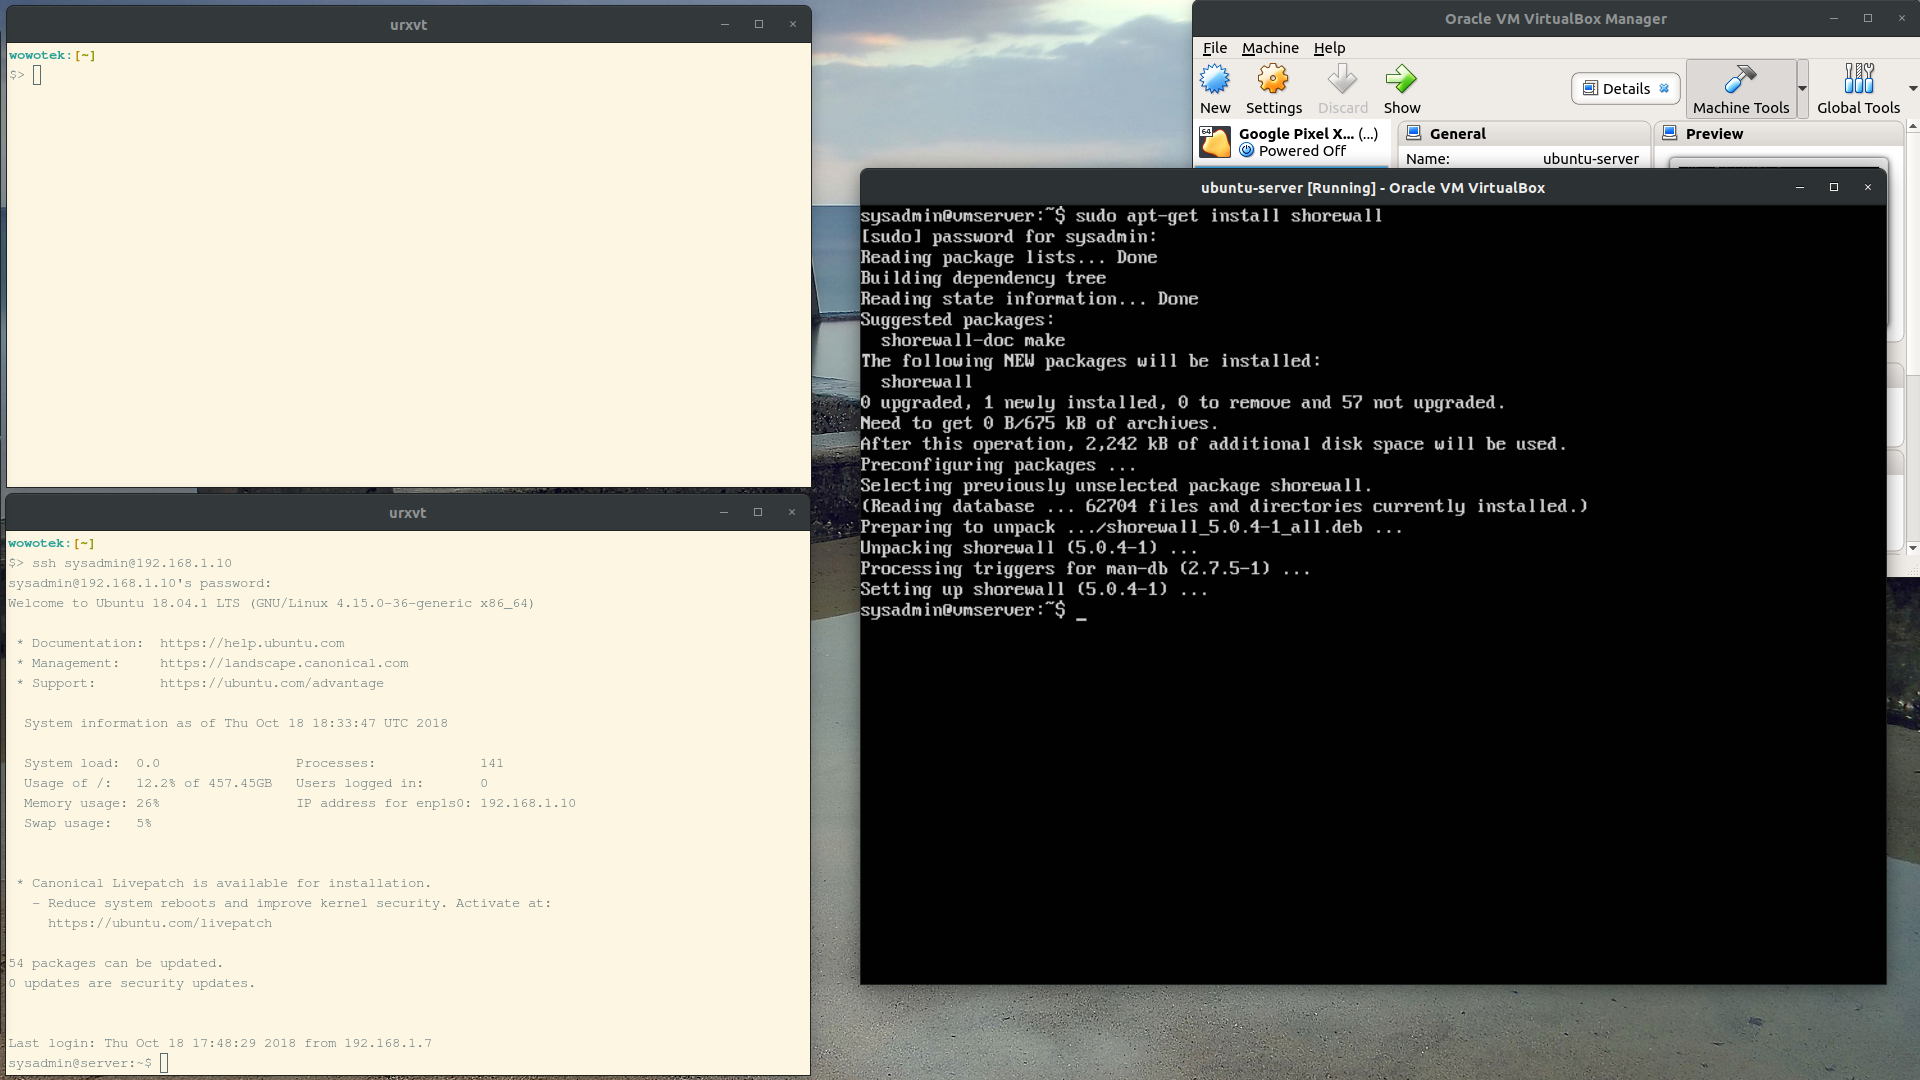 urxvt
wowotek:[~]
$>
urxvt
wowotek:[~]
$> ssh sysadmin@192.168.1.10
sysadmin@192.168.1.10's password:
Welcome to Ubuntu 18.04.1 LTS (GNU/Linux 4.15.0-36-generic x86_64)
* Documentation:  https://help.ubuntu.com
* Management:     https://landscape.canonical.com
* Support:        https://ubuntu.com/advantage
System information as of Thu Oct 18 18:33:47 UTC 2018
System load:  0.0                 Processes:             141
Usage of /:   12.2% of 457.45GB   Users logged in:       0
Memory usage: 26%                 IP address for enp1s0: 192.168.1.10
Swap usage:   5%
* Canonical Livepatch is available for installation.
- Reduce system reboots and improve kernel security. Activate at:
https://ubuntu.com/livepatch
54 packages can be updated.
0 updates are security updates.
Last login: Thu Oct 18 17:48:29 2018 from 192.168.1.7
sysadmin@server:~$
Oracle VM VirtualBox Manager
File Machine Help
New Settings Discard Show
Details
Machine Tools
Global Tools
64
Google Pixel X... (...)
Powered Off
General
Name: ubuntu-server
Preview
ubuntu-server [Running] - Oracle VM VirtualBox
sysadmin@vmserver:~$ sudo apt-get install shorewall
[sudo] password for sysadmin:
Reading package lists... Done
Building dependency tree
Reading state information... Done
Suggested packages:
shorewall-doc make
The following NEW packages will be installed:
shorewall
0 upgraded, 1 newly installed, 0 to remove and 57 not upgraded.
Need to get 0 B/675 kB of archives.
After this operation, 2,242 kB of additional disk space will be used.
Preconfiguring packages ...
Selecting previously unselected package shorewall.
(Reading database ... 62704 files and directories currently installed.)
Preparing to unpack .../shorewall_5.0.4-1_all.deb ...
Unpacking shorewall (5.0.4-1) ...
Processing triggers for man-db (2.7.5-1) ...
Setting up shorewall (5.0.4-1) ...
sysadmin@vmserver:~$ _